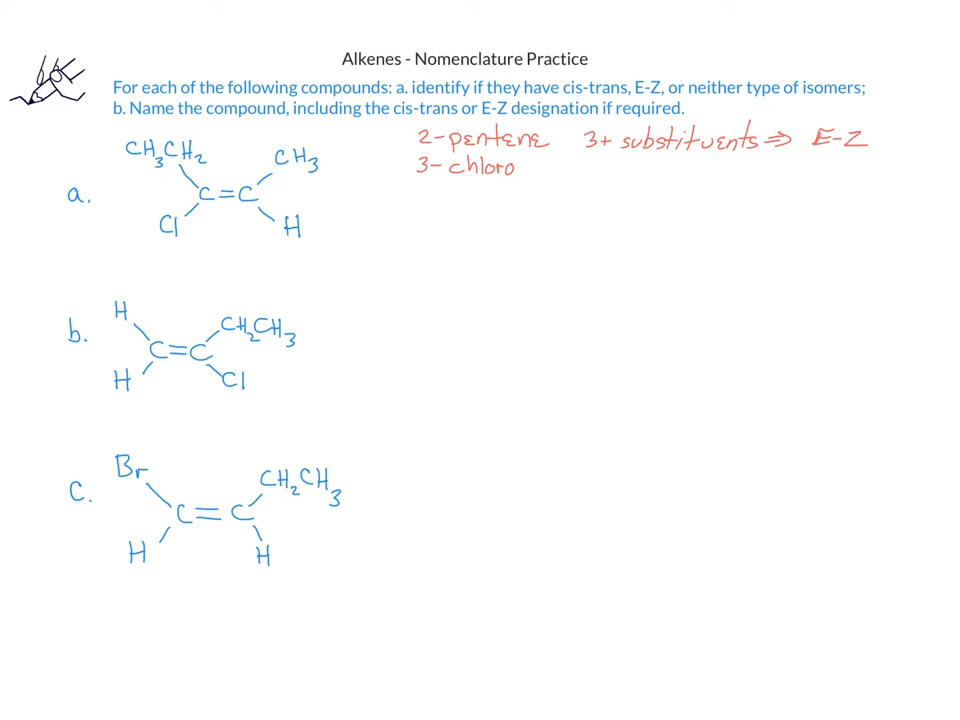 Alkenes - Nomenclature Practice
For each of the following compounds: a. identify if they have cis-trans, E-Z, or neither type of isomers;
b. Name the compound, including the cis-trans or E-Z designation if required.
2-pentene 3+ substituents ⇒ E-Z
3-chloro
a.
CH₃CH₂ CH₃
C=C
Cl H
b.
H CH₂CH₃
C=C
H Cl
c.
Br CH₂CH₃
C=C
H H